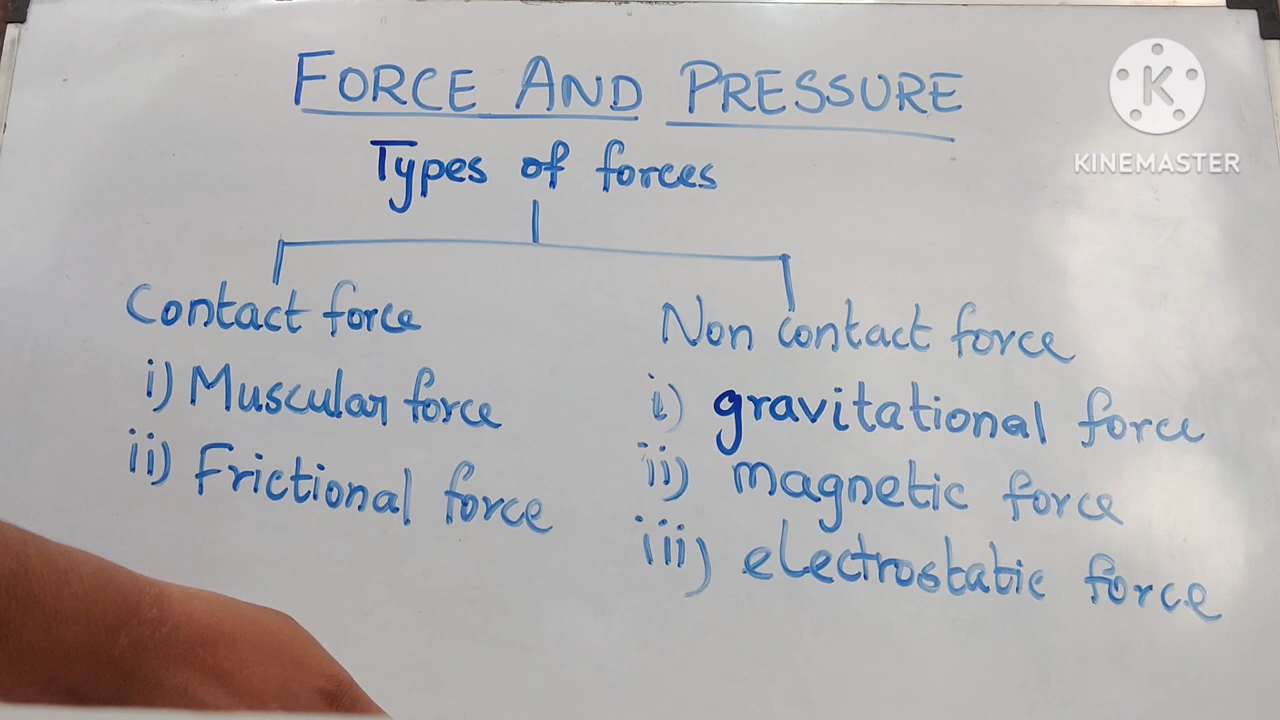 FORCE AND PRESSURE
Types of forces
Contact force
i) Muscular force
ii) Frictional force
Non contact force
i) gravitational force
ii) magnetic force
iii) electrostatic force
K
KINEMASTER